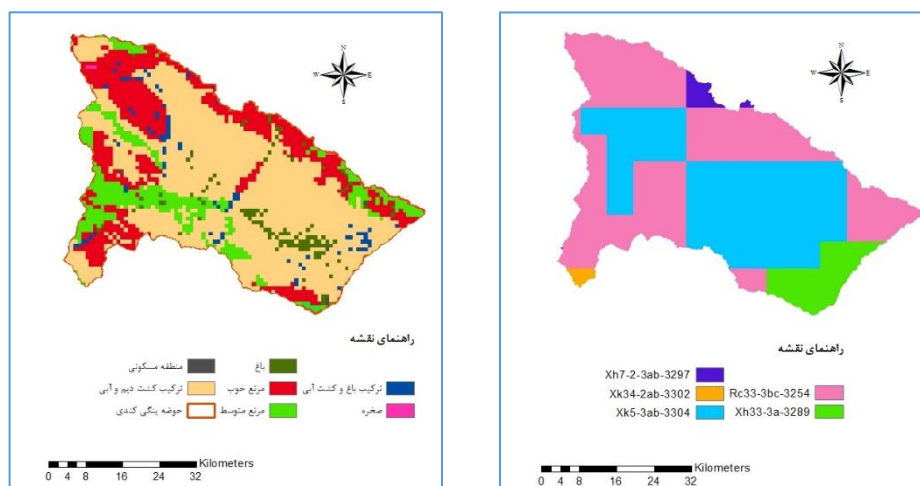 N
W E
S
راهنمای نقشه
باغ منطقه مسکونی
ترکیب باغ و کشت آبی مرتع خوب ترکیب کشت دیم و آبی
صخره مرتع متوسط حوضه ینگی کندی
Kilometers
0 4 8 16 24 32
N
W E
S
راهنمای نقشه
Xh7-2-3ab-3297
Xk34-2ab-3302 Rc33-3bc-3254
Xk5-3ab-3304 Xh33-3a-3289
Kilometers
0 4 8 16 24 32